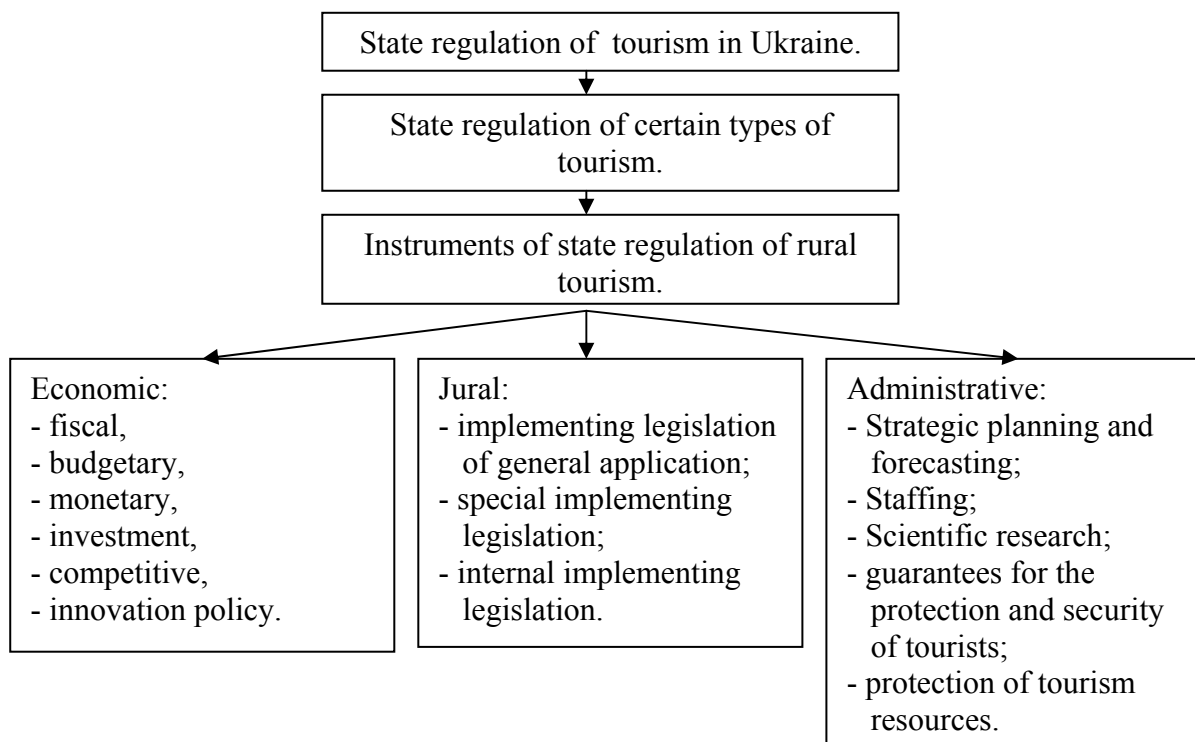 State regulation of  tourism in Ukraine.
State regulation of certain types of
tourism.
Instruments of state regulation of rural
tourism.
Economic:
- fiscal,
- budgetary,
- monetary,
- investment,
- competitive,
- innovation policy.
Jural:
- implementing legislation
of general application;
- special implementing
legislation;
- internal implementing
legislation.
Administrative:
- Strategic planning and
forecasting;
- Staffing;
- Scientific research;
- guarantees for the
protection and security
of tourists;
- protection of tourism
resources.